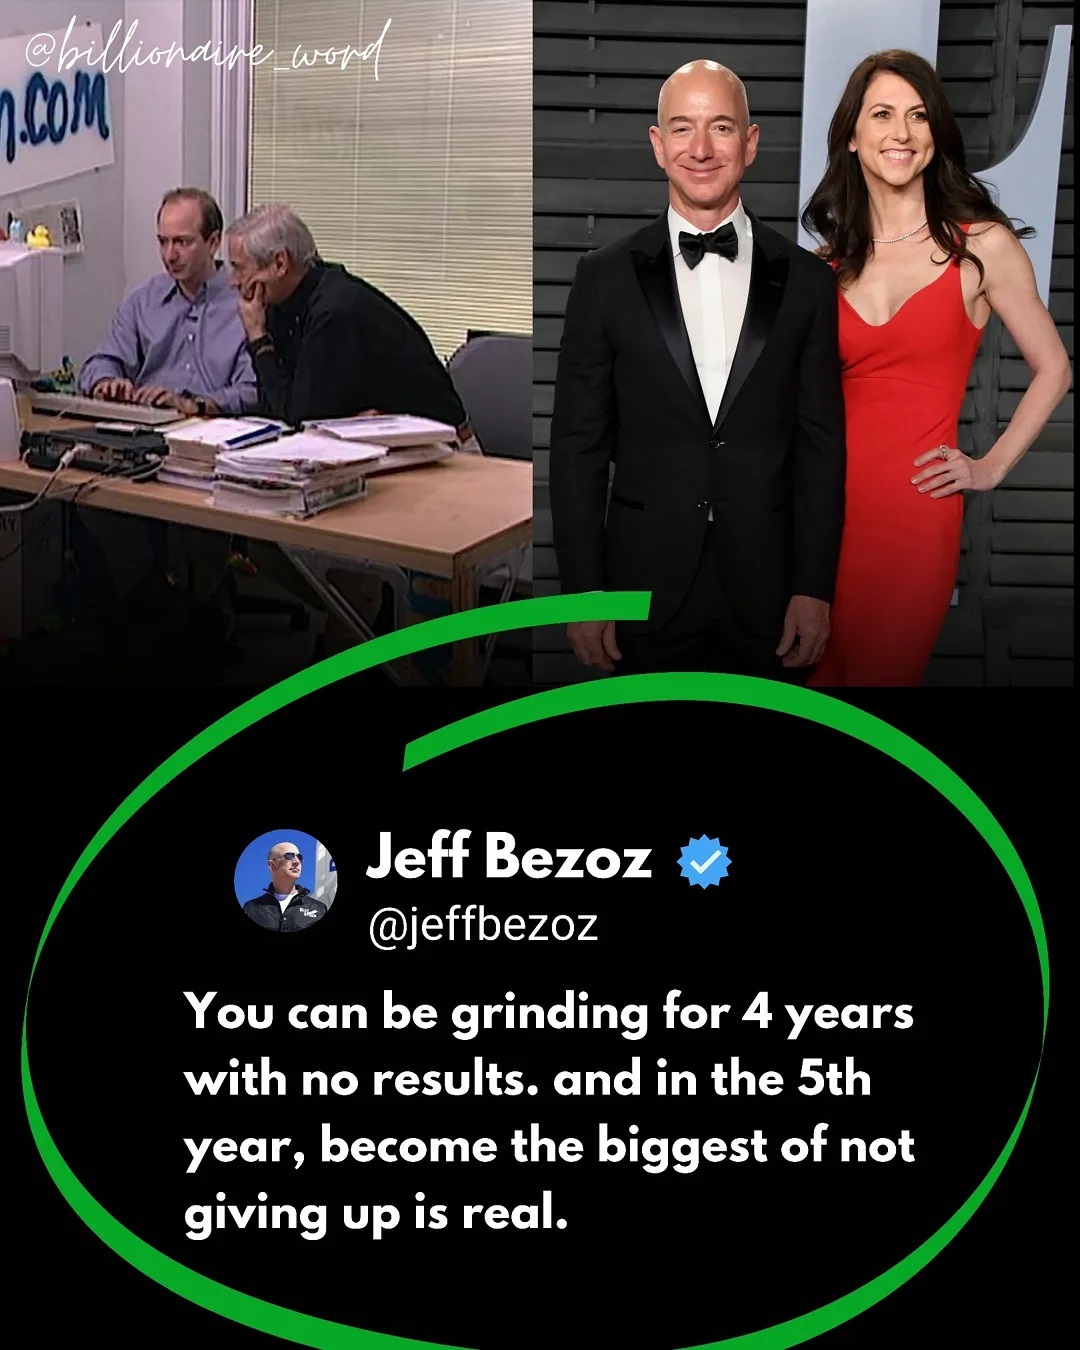 @billionaire_word
n.com
Jeff Bezoz
@jeffbezoz
You can be grinding for 4 years
with no results. and in the 5th
year, become the biggest of not
giving up is real.